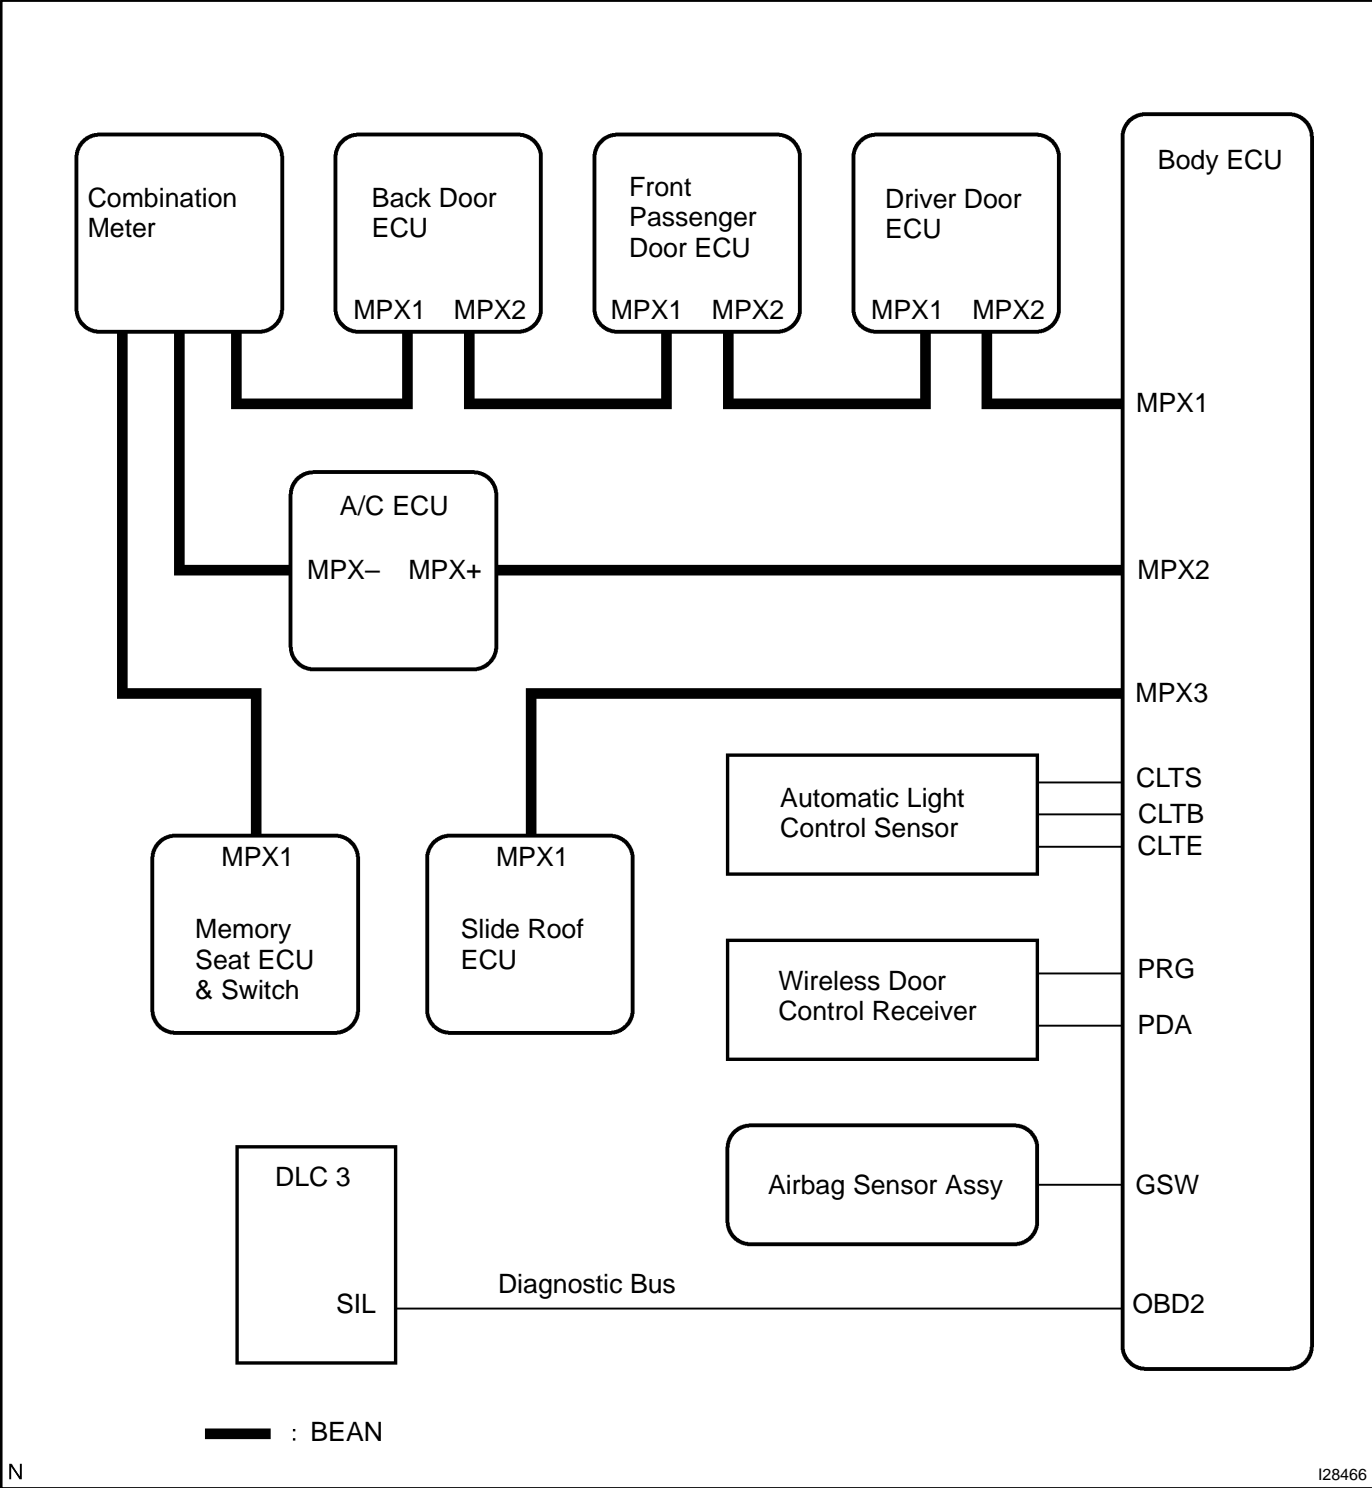 Body ECU
Combination
Meter
Back Door
ECU
Front
Passenger
Door ECU
Driver Door
ECU
MPX1 MPX2
MPX1 MPX2
MPX1 MPX2
MPX1
A/C ECU
MPX– MPX+
MPX2
MPX3
Automatic Light
Control Sensor
CLTS
CLTB
CLTE
MPX1
Memory
Seat ECU
& Switch
MPX1
Slide Roof
ECU
Wireless Door
Control Receiver
PRG
PDA
Airbag Sensor Assy
GSW
DLC 3
SIL
Diagnostic Bus
OBD2
: BEAN
N
I28466